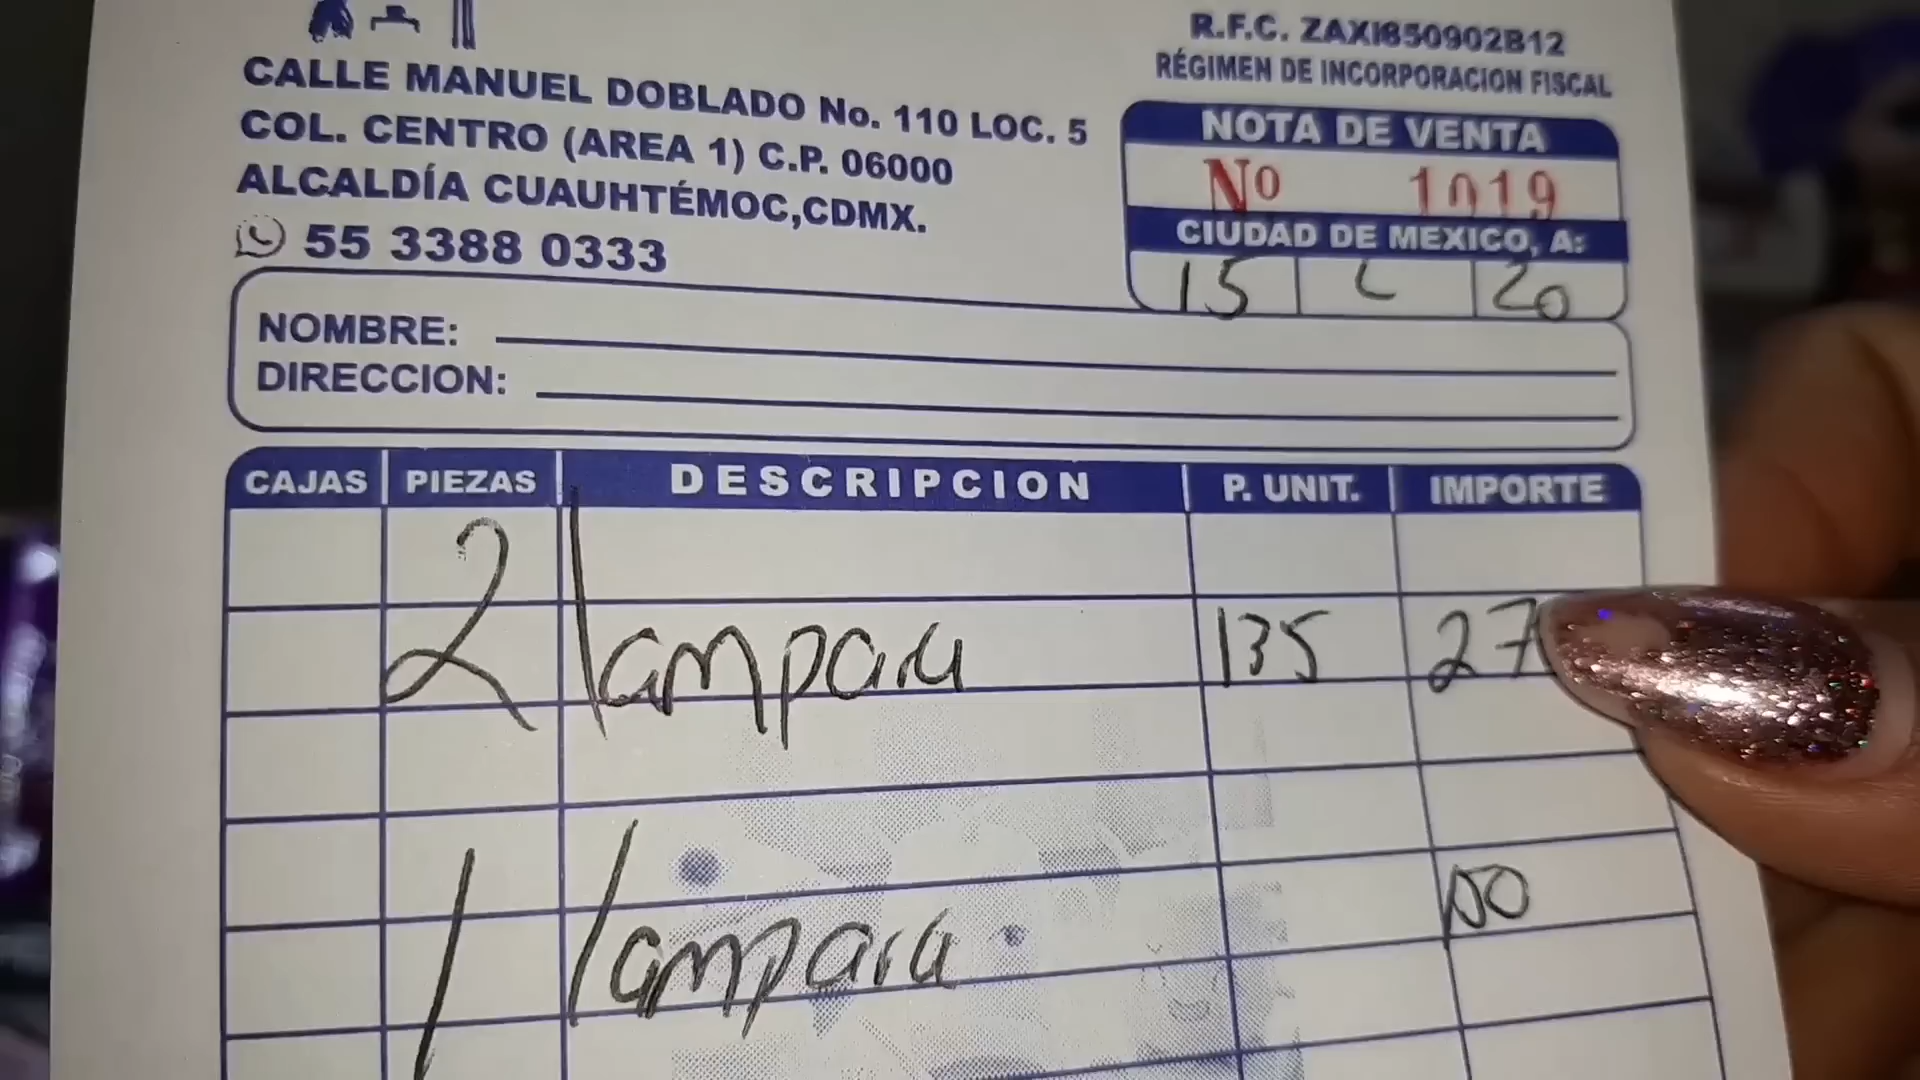 R.F.C. ZAXI850902B12
RÉGIMEN DE INCORPORACION FISCAL
CALLE MANUEL DOBLADO No. 110 LOC. 5
COL. CENTRO (AREA 1) C.P. 06000
ALCALDÍA CUAUHTÉMOC,CDMX.
55 3388 0333
NOTA DE VENTA
Nº 1019
CIUDAD DE MEXICO, A:
15 20
NOMBRE:
DIRECCION:
CAJAS PIEZAS DESCRIPCION P. UNIT. IMPORTE
2 lampara 135 27
1 lampara 100